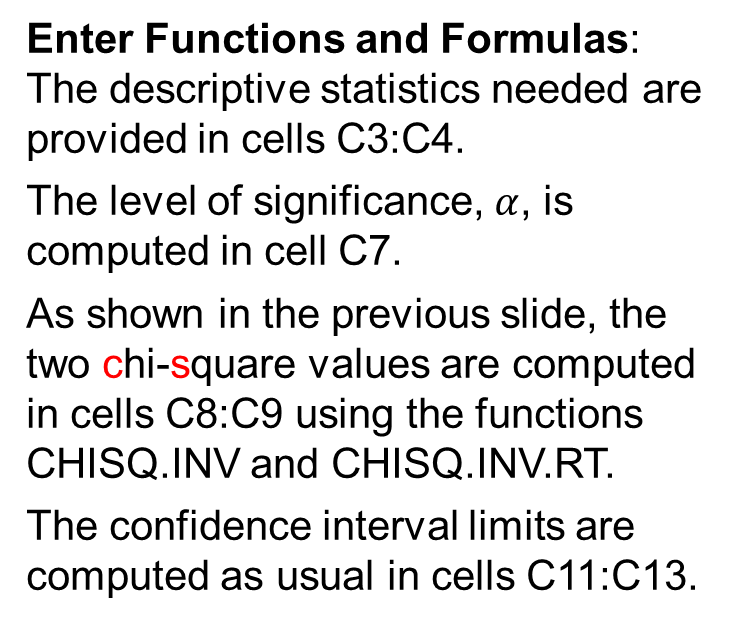 Enter Functions and Formulas:
The descriptive statistics needed are
provided in cells C3:C4.
The level of significance, 𝛼, is
computed in cell C7.
As shown in the previous slide, the
two chi-square values are computed
in cells C8:C9 using the functions
CHISQ.INV and CHISQ.INV.RT.
The confidence interval limits are
computed as usual in cells C11:C13.